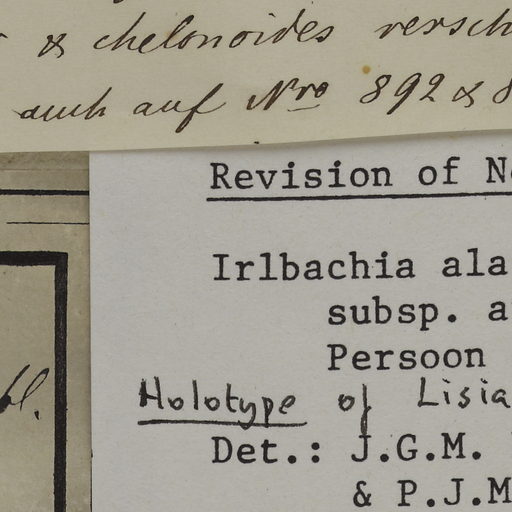 & chelonoides versch
auch auf Nro 892 & 8
Revision of N
Irlbachia ala
subsp. a
Persoon
Holotype of Lisia
Det.: J.G.M.
& P.J.M